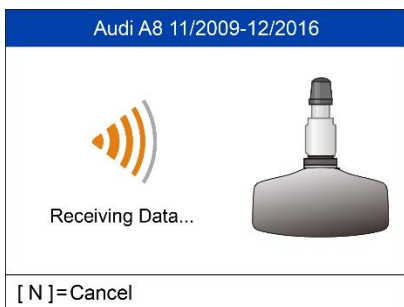 Audi A8 11/2009-12/2016
Receiving Data...
[ N ]=Cancel